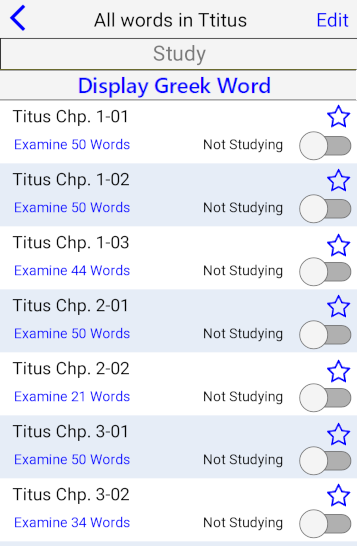 All words in Ttitus Edit
Study
Display Greek Word
Titus Chp. 1-01
Examine 50 Words Not Studying
Titus Chp. 1-02
Examine 50 Words Not Studying
Titus Chp. 1-03
Examine 44 Words Not Studying
Titus Chp. 2-01
Examine 50 Words Not Studying
Titus Chp. 2-02
Examine 21 Words Not Studying
Titus Chp. 3-01
Examine 50 Words Not Studying
Titus Chp. 3-02
Examine 34 Words Not Studying